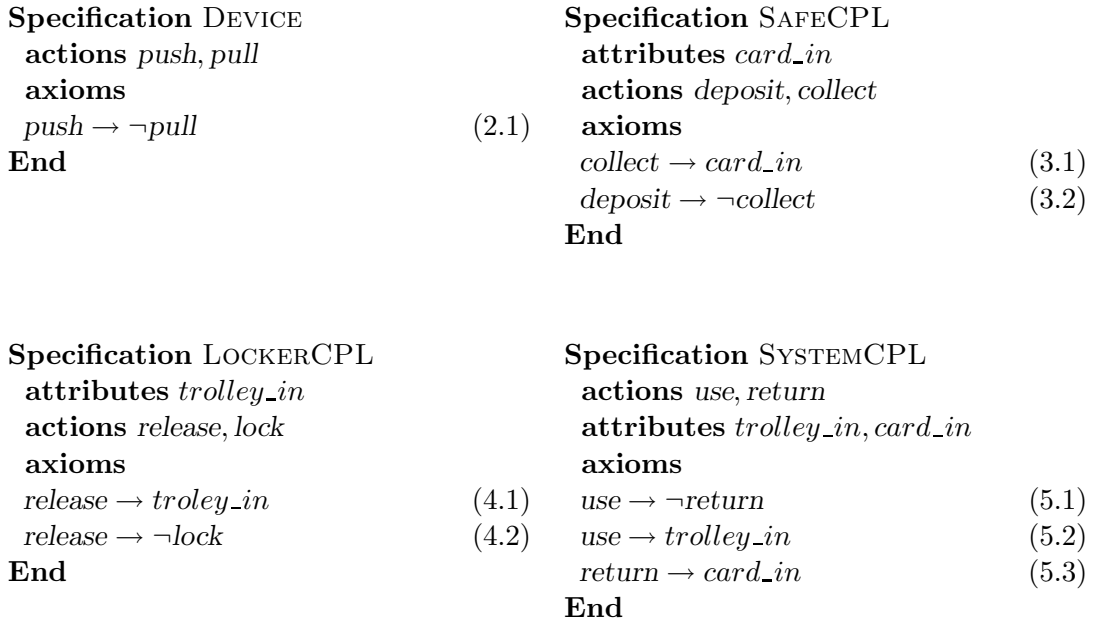 Specification DEVICE
actions push, pull
axioms
push → ¬pull (2.1)
End
Specification SAFECPL
attributes card_in
actions deposit, collect
axioms
collect → card_in (3.1)
deposit → ¬collect (3.2)
End
Specification LOCKERCPL
attributes trolley_in
actions release, lock
axioms
release → troley_in (4.1)
release → ¬lock (4.2)
End
Specification SYSTEMCPL
actions use, return
attributes trolley_in, card_in
axioms
use → ¬return (5.1)
use → trolley_in (5.2)
return → card_in (5.3)
End